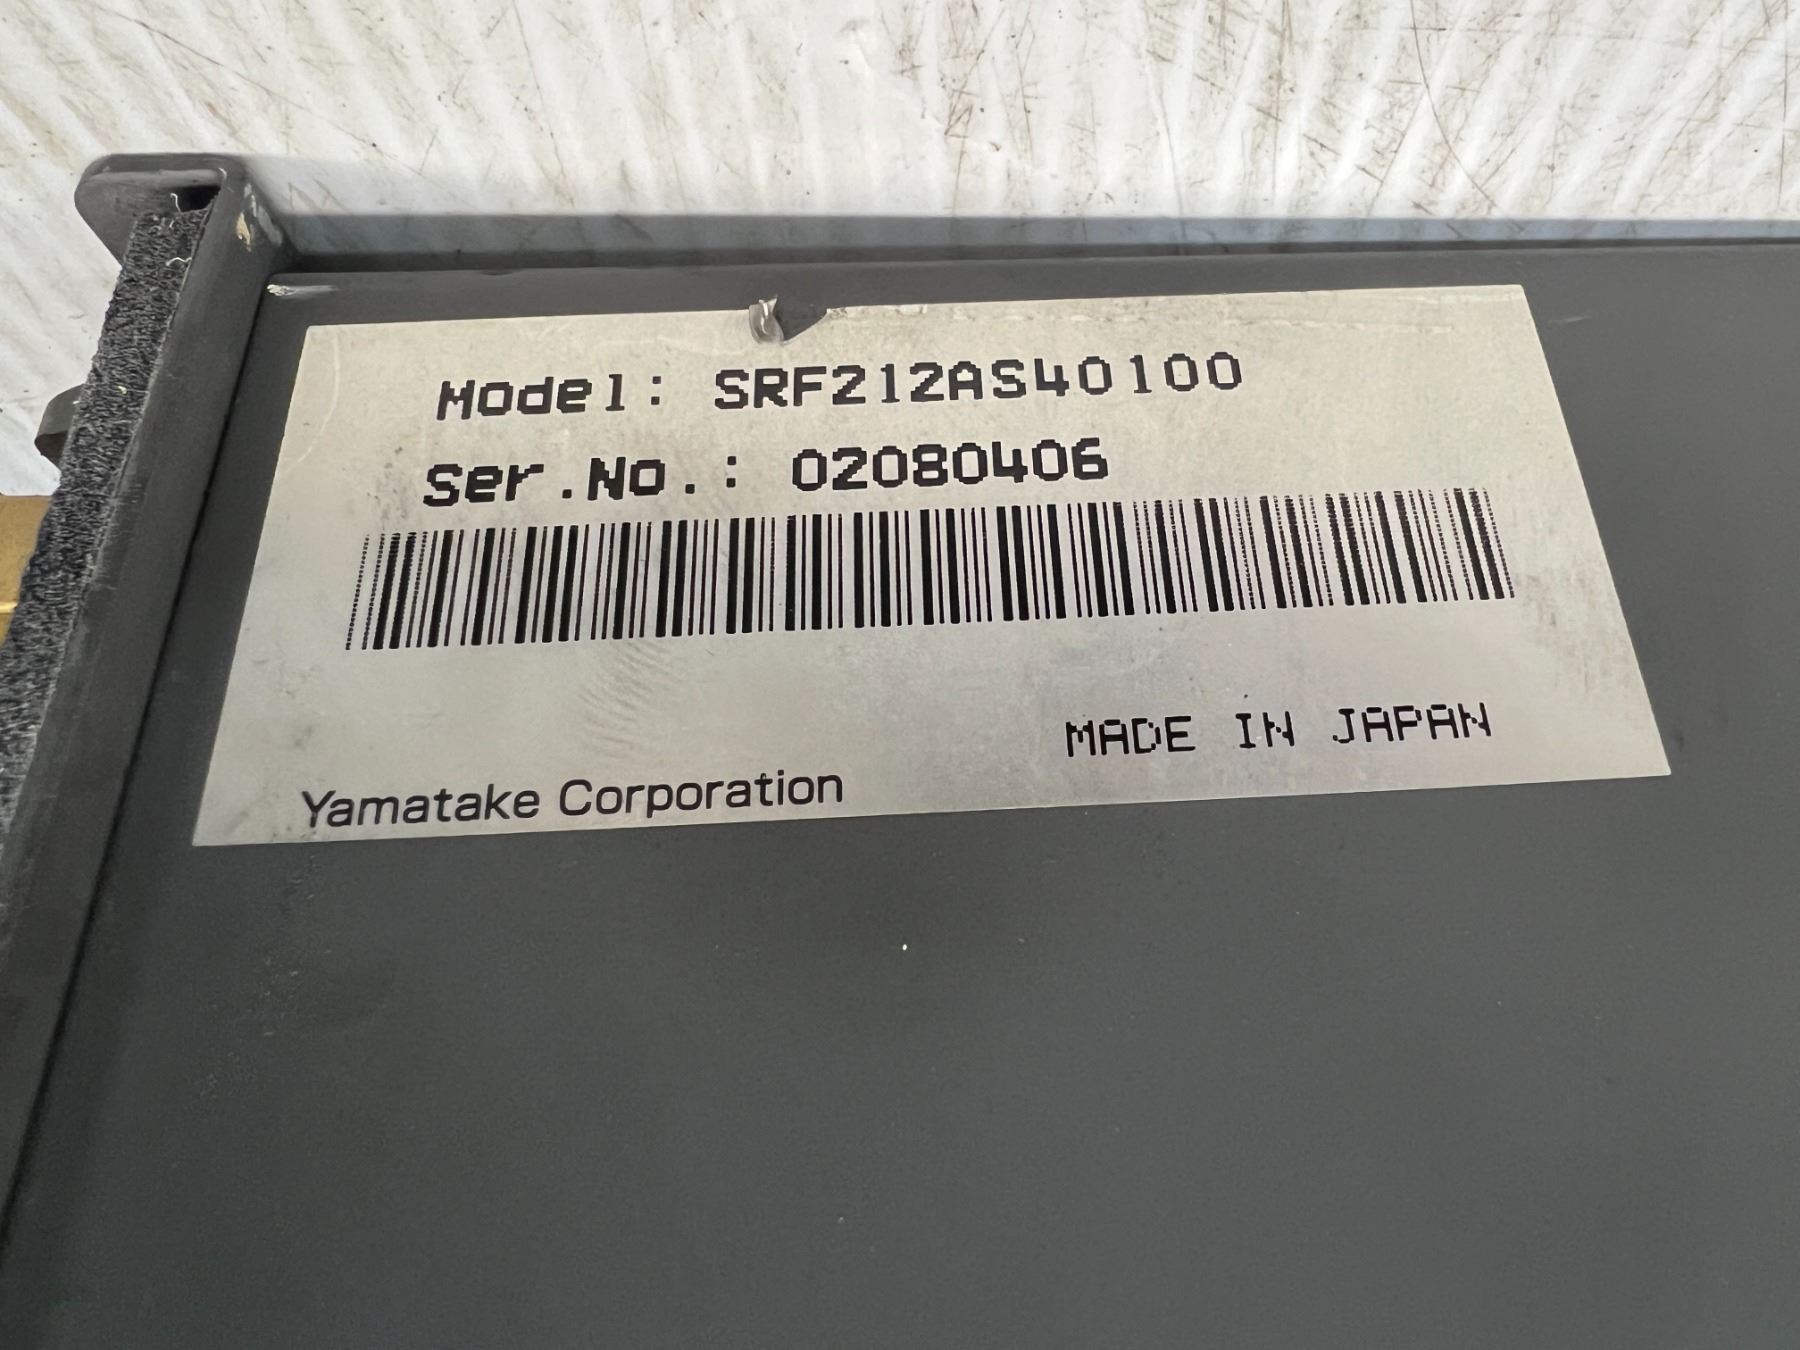 Model: SRF212AS40100
Ser.No.: 02080406
MADE IN JAPAN
Yamatake Corporation